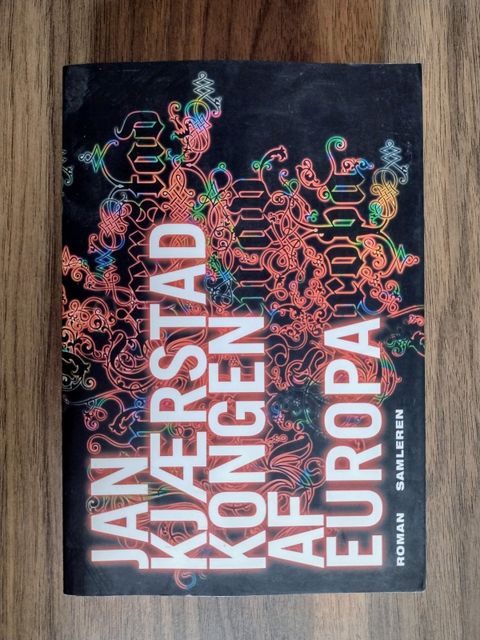 JAN
KJÆRSTAD
KONGEN
AF
EUROPA
ROMAN SAMLEREN